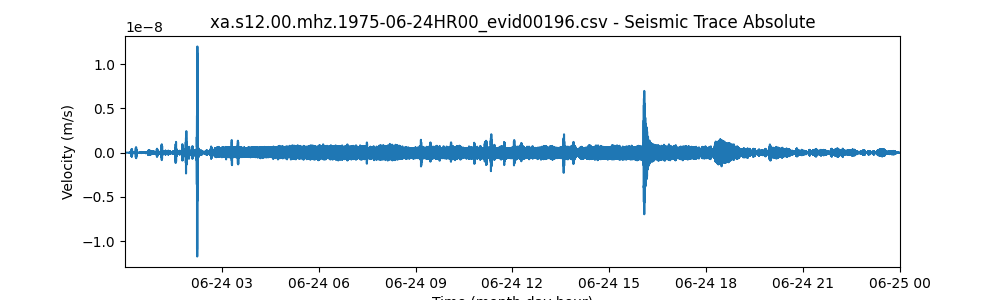 xa.s12.00.mhz.1975-06-24HR00_evid00196.csv - Seismic Trace Absolute
1e−8
1.0
0.5
0.0
−0.5
−1.0
Velocity (m/s)
06-24 03 06-24 06 06-24 09 06-24 12 06-24 15 06-24 18 06-24 21 06-25 00
Time (month day hour)